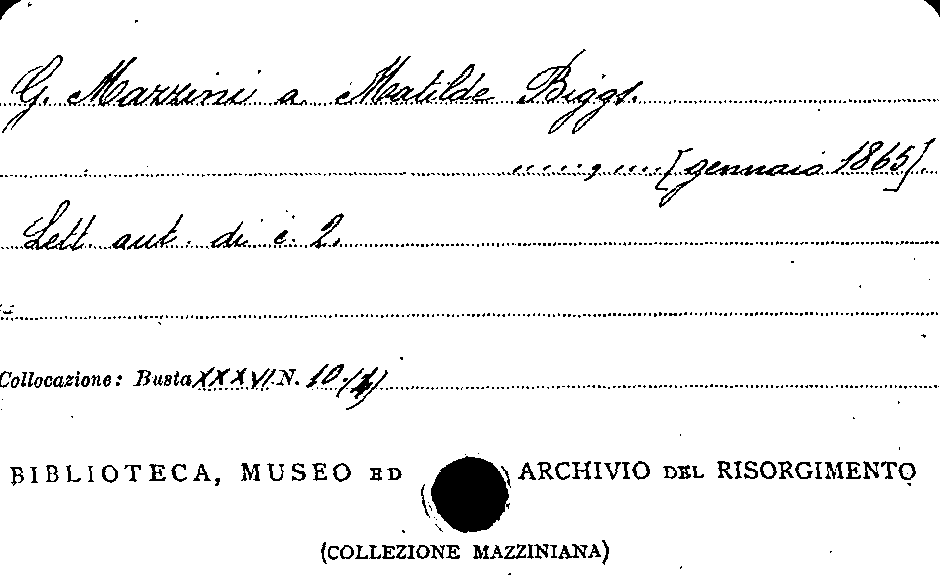 G. Mazzini a Matilde Biggs.
....., ....[gennaio 1865].
Lett. aut. di c. 2.
Collocazione: Busta XXXVI N. 10 (4)
BIBLIOTECA, MUSEO ED ARCHIVIO DEL RISORGIMENTO
(COLLEZIONE MAZZINIANA)